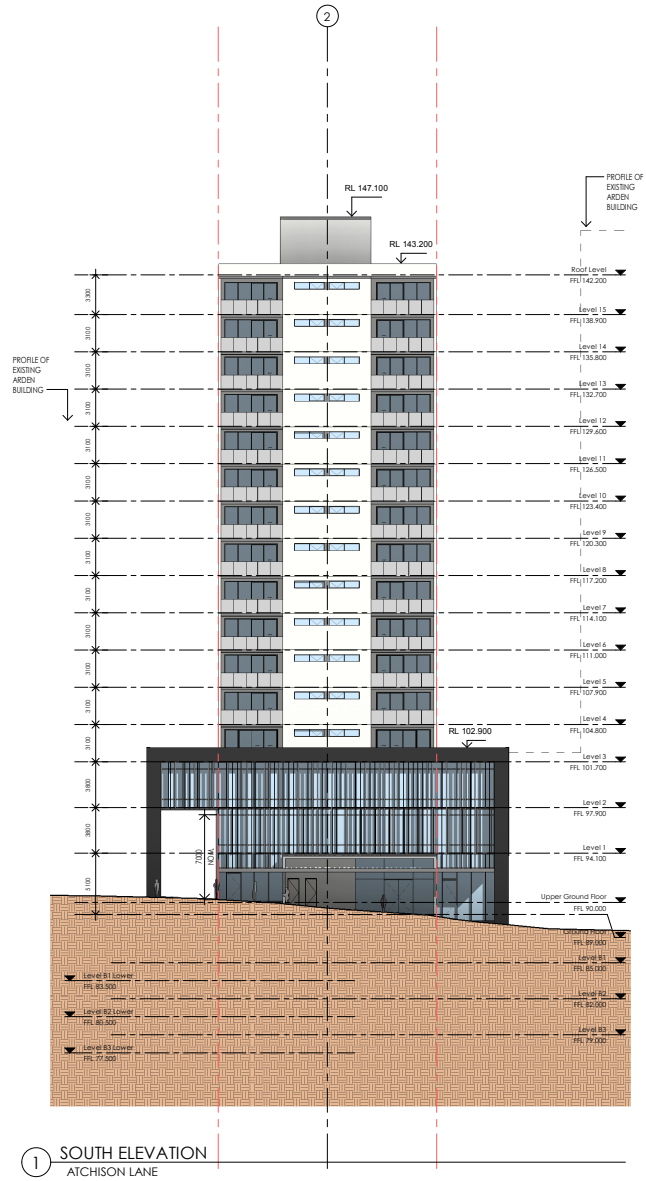 2
RL 147.100
PROFILE OF
EXISTING
ARDEN
BUILDING
RL 143.200
Roof Level
FFL 142.200
3300
Level 15
FFL 138.900
3100
Level 14
FFL 135.800
PROFILE OF
EXISTING
ARDEN
BUILDING
3100
Level 13
FFL 132.700
3100
Level 12
FFL 129.600
3100
Level 11
FFL 126.500
3100
Level 10
FFL 123.400
3100
Level 9
FFL 120.300
3100
Level 8
FFL 117.200
3100
Level 7
FFL 114.100
3100
Level 6
FFL 111.000
3100
Level 5
FFL 107.900
3100
Level 4
FFL 104.800
3100
RL 102.900
Level 3
FFL 101.700
3800
Level 2
FFL 97.900
3800
7000
NOM.
Level 1
FFL 94.100
5100
Upper Ground Floor
FFL 90.000
Ground Floor
FFL 89.000
Level B1
FFL 85.000
Level B1 Lower
FFL 83.500
Level B2
FFL 82.000
Level B2 Lower
FFL 80.500
Level B3
FFL 79.000
Level B3 Lower
FFL 77.500
1
SOUTH ELEVATION
ATCHISON LANE